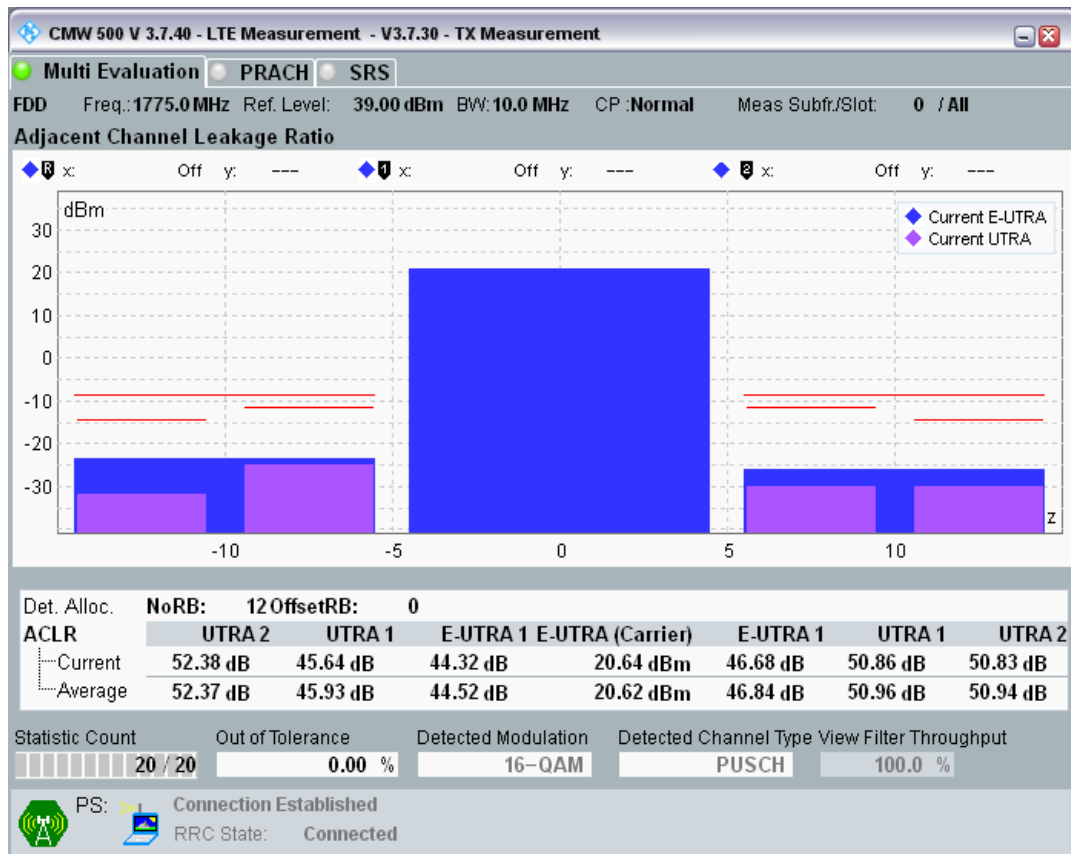 CMW 500 V 3.7.40 - LTE Measurement - V3.7.30 - TX Measurement
Multi Evaluation PRACH SRS
FDD Freq.:1775.0 MHz Ref. Level: 39.00 dBm BW:10.0 MHz CP :Normal Meas Subfr./Slot: 0 / All
Adjacent Channel Leakage Ratio
R x: Off y: --- 1 x: Off y: --- 2 x: Off y: ---
dBm
Current E-UTRA
Current UTRA
30
20
10
0
-10
-20
-30
z
-10 -5 0 5 10
Det. Alloc. NoRB: 12 OffsetRB: 0
ACLR UTRA 2 UTRA 1 E-UTRA 1 E-UTRA (Carrier) E-UTRA 1 UTRA 1 UTRA 2
Current 52.38 dB 45.64 dB 44.32 dB 20.64 dBm 46.68 dB 50.86 dB 50.83 dB
Average 52.37 dB 45.93 dB 44.52 dB 20.62 dBm 46.84 dB 50.96 dB 50.94 dB
Statistic Count Out of Tolerance Detected Modulation Detected Channel Type View Filter Throughput
20 / 20 0.00 % 16-QAM PUSCH 100.0 %
PS: Connection Established
RRC State: Connected